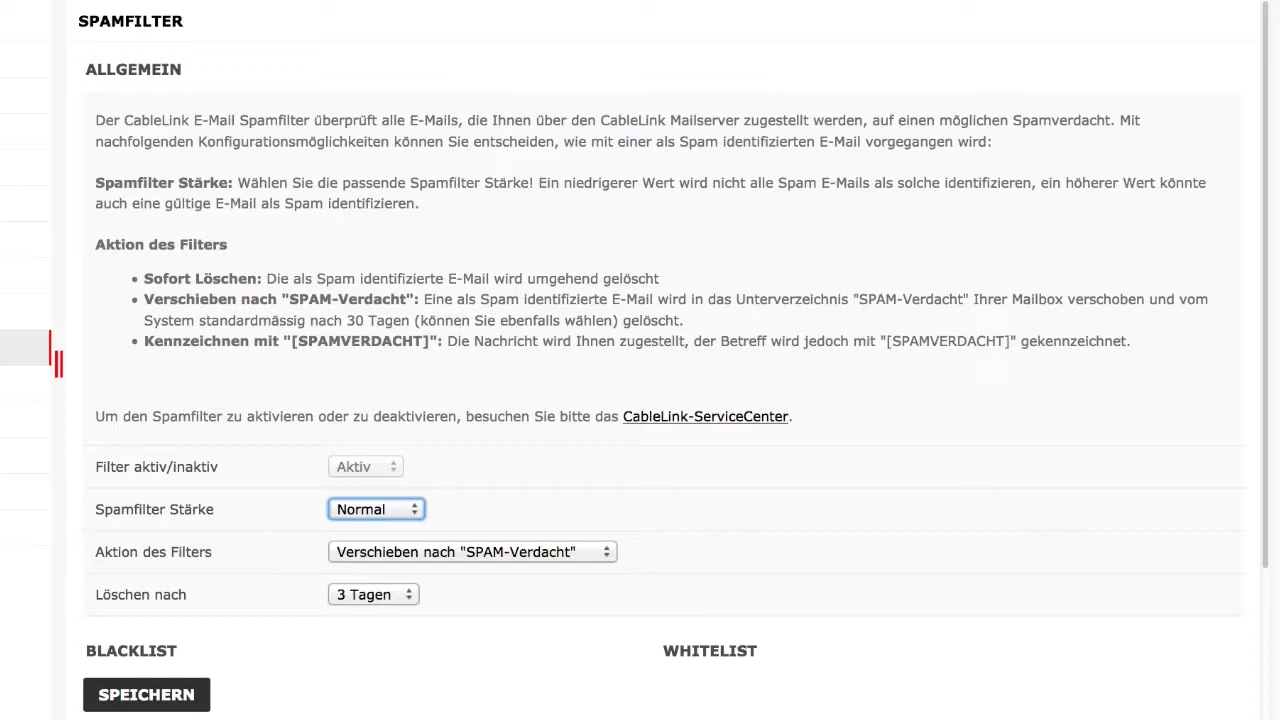 SPAMFILTER
ALLGEMEIN
Der CableLink E-Mail Spamfilter überprüft alle E-Mails, die Ihnen über den CableLink Mailserver zugestellt werden, auf einen möglichen Spamverdacht. Mit
nachfolgenden Konfigurationsmöglichkeiten können Sie entscheiden, wie mit einer als Spam identifizierten E-Mail vorgegangen wird:
Spamfilter Stärke: Wählen Sie die passende Spamfilter Stärke! Ein niedrigerer Wert wird nicht alle Spam E-Mails als solche identifizieren, ein höherer Wert könnte
auch eine gültige E-Mail als Spam identifizieren.
Aktion des Filters
• Sofort Löschen: Die als Spam identifizierte E-Mail wird umgehend gelöscht
• Verschieben nach "SPAM-Verdacht": Eine als Spam identifizierte E-Mail wird in das Unterverzeichnis "SPAM-Verdacht" Ihrer Mailbox verschoben und vom
System standardmässig nach 30 Tagen (können Sie ebenfalls wählen) gelöscht.
• Kennzeichnen mit "[SPAMVERDACHT]": Die Nachricht wird Ihnen zugestellt, der Betreff wird jedoch mit "[SPAMVERDACHT]" gekennzeichnet.
Um den Spamfilter zu aktivieren oder zu deaktivieren, besuchen Sie bitte das CableLink-ServiceCenter.
Filter aktiv/inaktiv Aktiv
Spamfilter Stärke Normal
Aktion des Filters Verschieben nach "SPAM-Verdacht"
Löschen nach 3 Tagen
BLACKLIST WHITELIST
SPEICHERN